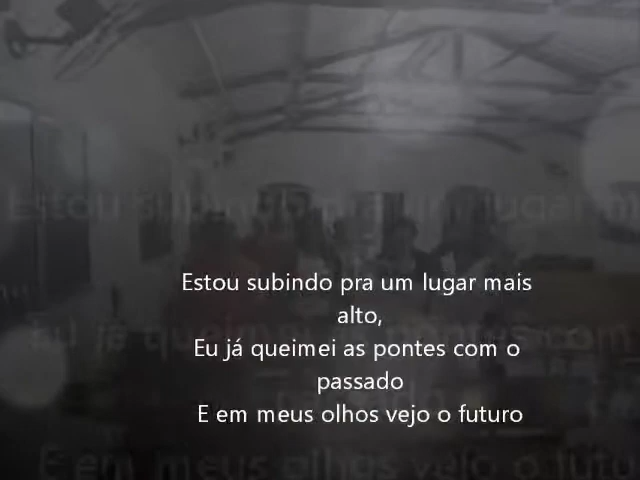 Estou subindo pra um lugar mais
alto,
Eu já queimei as pontes com o
passado
E em meus olhos vejo o futuro